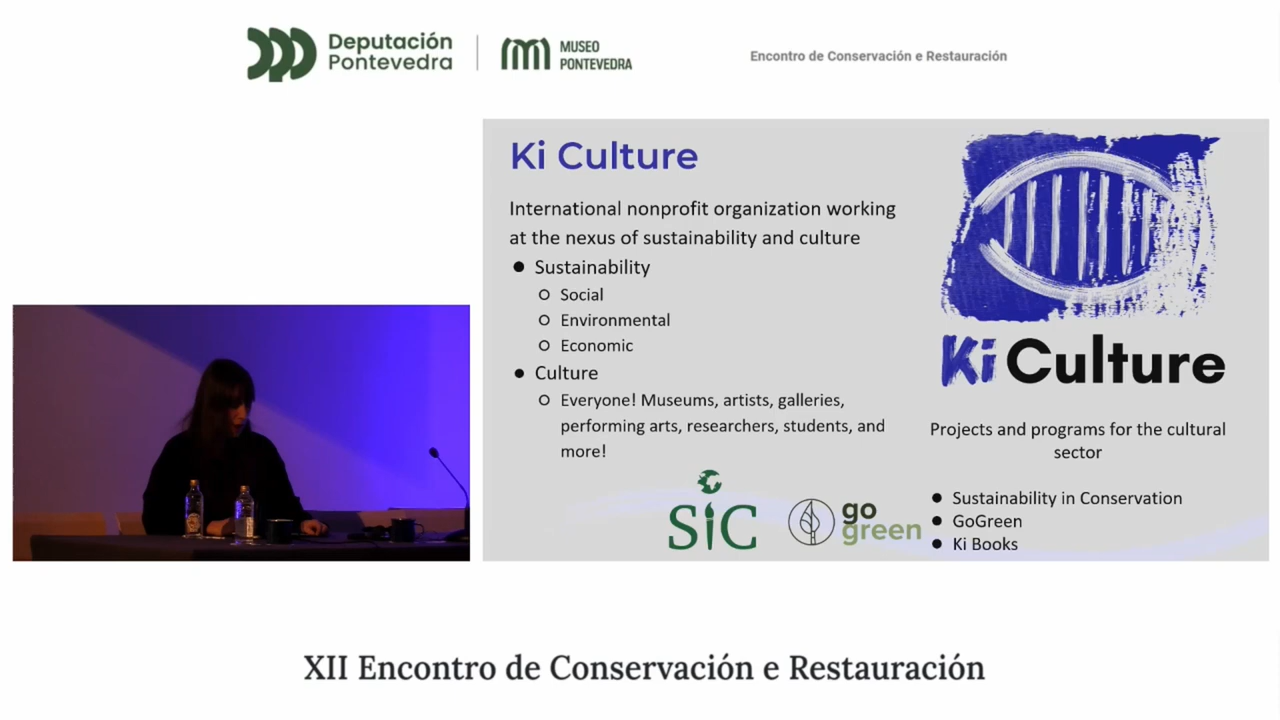 Deputación
Pontevedra
MUSEO
PONTEVEDRA
Encontro de Conservación e Restauración
Ki Culture
International nonprofit organization working
at the nexus of sustainability and culture
● Sustainability
○ Social
○ Environmental
○ Economic
● Culture
○ Everyone! Museums, artists, galleries,
performing arts, researchers, students, and
more!
SiC
go
green
Ki Culture
Projects and programs for the cultural
sector
● Sustainability in Conservation
● GoGreen
● Ki Books
XII Encontro de Conservación e Restauración